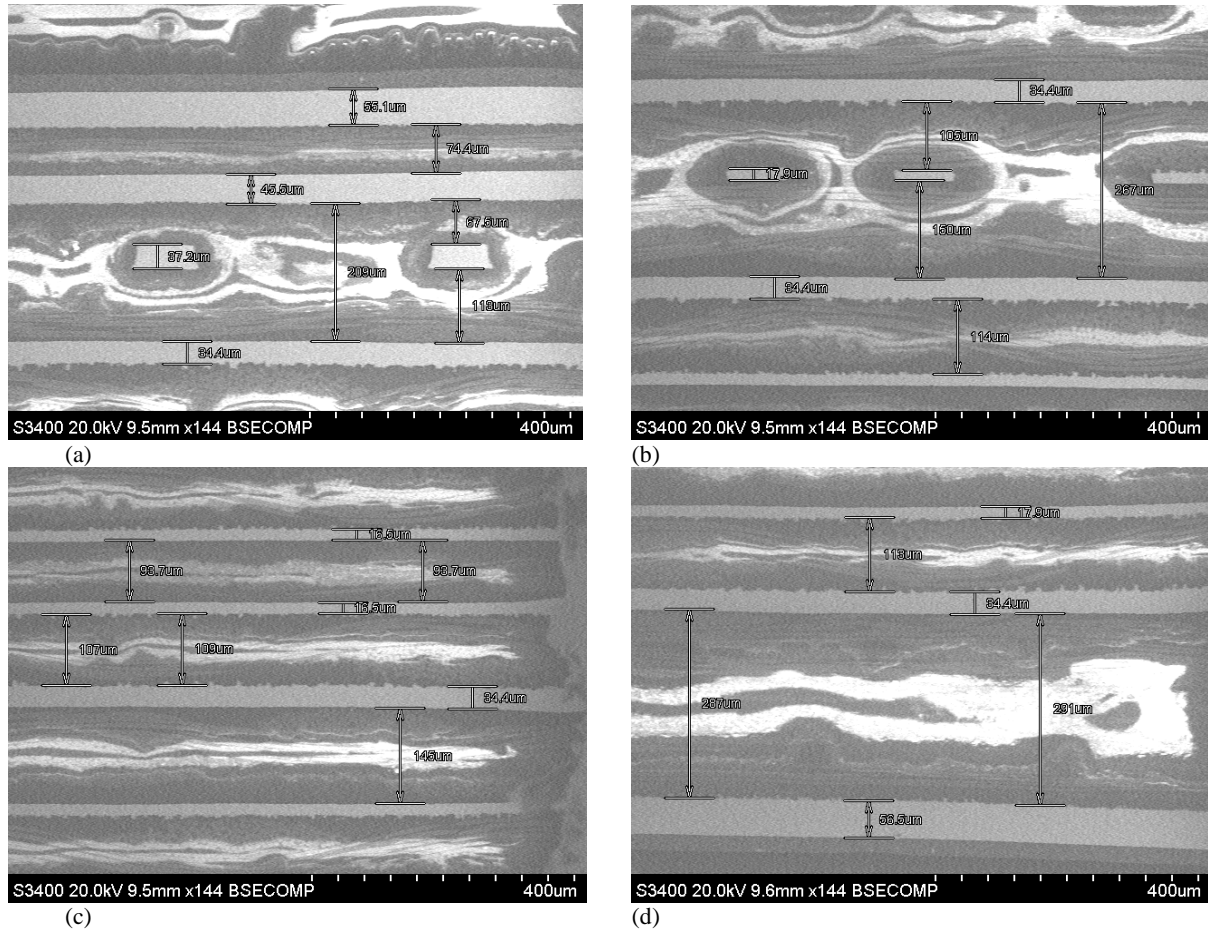 55.1um
74.4um
45.5um
67.5um
37.2um
209um
113um
34.4um
S3400 20.0kV 9.5mm x144 BSECOMP 400um
(a)
34.4um
105um
17.9um
267um
150um
34.4um
114um
S3400 20.0kV 9.5mm x144 BSECOMP 400um
(b)
16.5um
93.7um
93.7um
16.5um
107um
109um
34.4um
145um
S3400 20.0kV 9.5mm x144 BSECOMP 400um
(c)
17.9um
113um
34.4um
287um
291um
56.5um
S3400 20.0kV 9.6mm x144 BSECOMP 400um
(d)